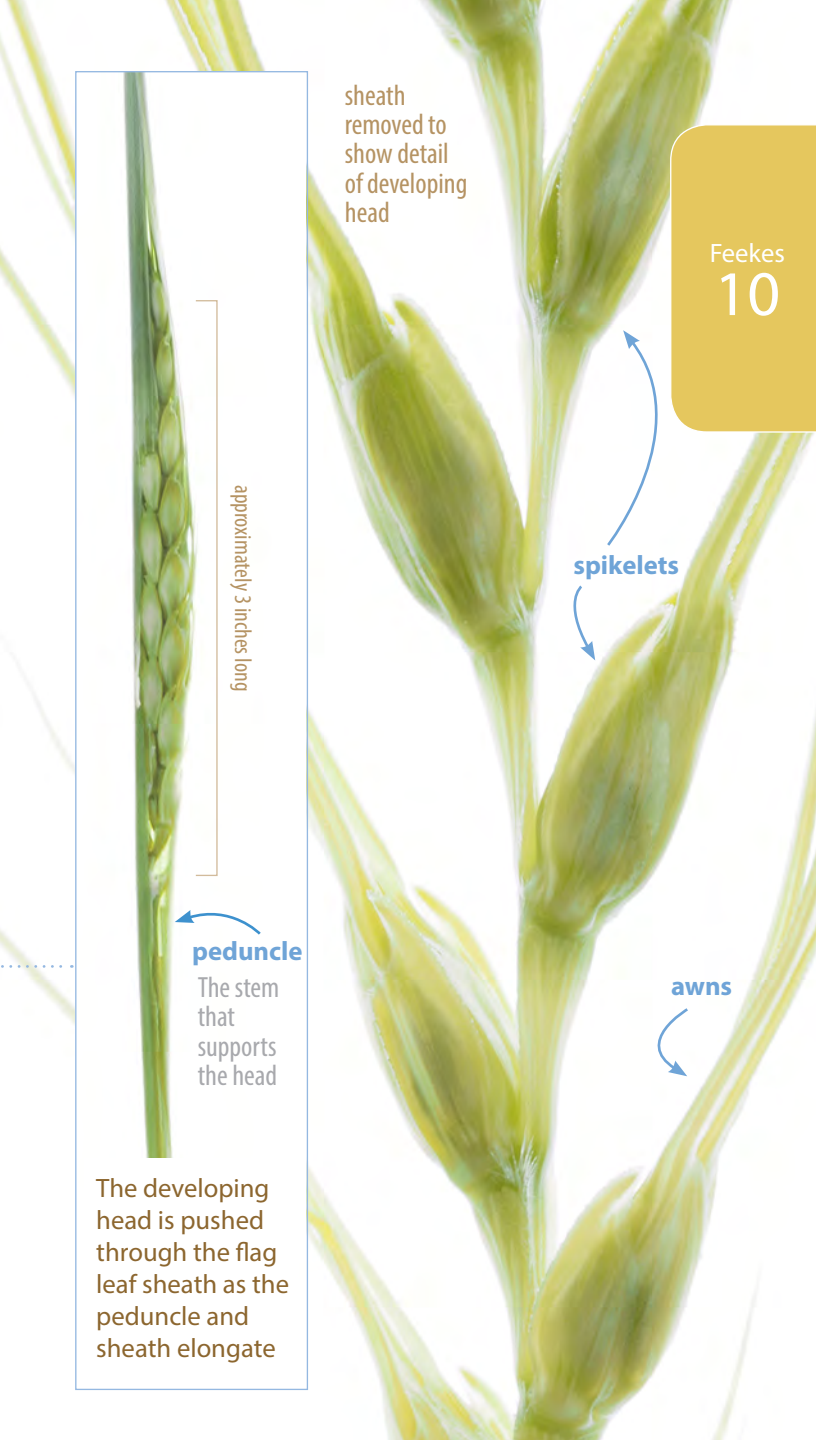 sheath
removed to
show detail
of developing
head
Feekes
10
approximately 3 inches long
spikelets
peduncle
The stem
that
supports
the head
awns
The developing
head is pushed
through the flag
leaf sheath as the
peduncle and
sheath elongate